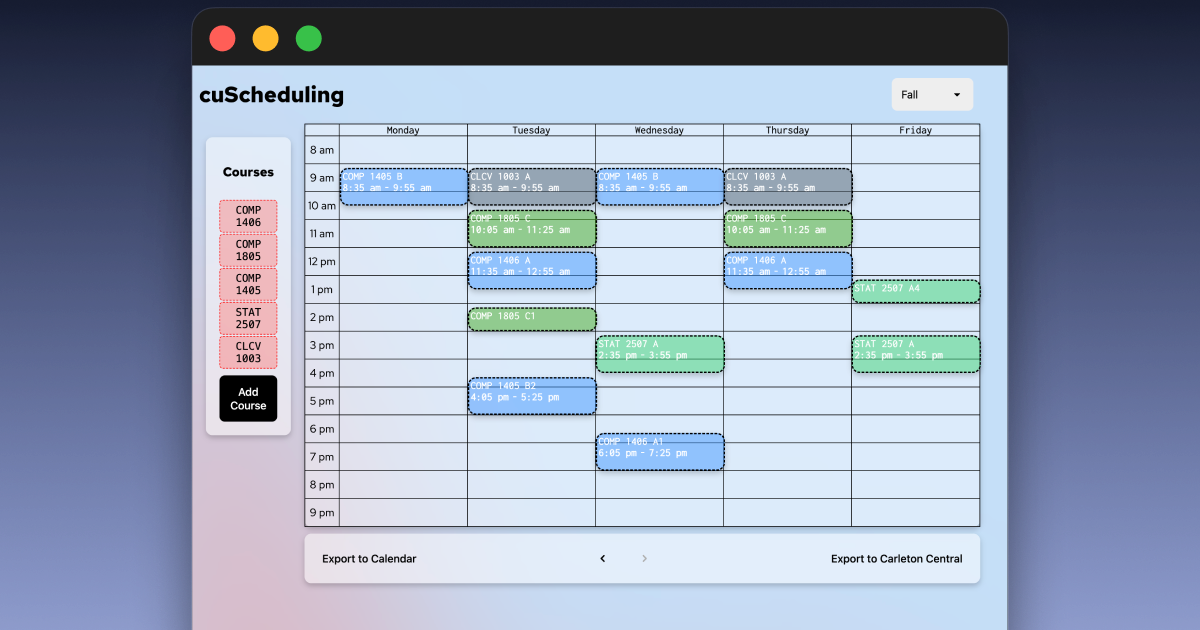 cuScheduling
Fall
Courses
COMP
1406
COMP
1805
COMP
1405
STAT
2507
CLCV
1003
Add
Course
Monday Tuesday Wednesday Thursday Friday
8 am
9 am
COMP 1405 B
8:35 am - 9:55 am
CLCV 1003 A
8:35 am - 9:55 am
COMP 1405 B
8:35 am - 9:55 am
CLCV 1003 A
8:35 am - 9:55 am
10 am
COMP 1805 C
10:05 am - 11:25 am
COMP 1805 C
10:05 am - 11:25 am
11 am
12 pm
COMP 1406 A
11:35 am - 12:55 am
COMP 1406 A
11:35 am - 12:55 am
1 pm
STAT 2507 A4
2 pm
COMP 1805 C1
3 pm
STAT 2507 A
2:35 pm - 3:55 pm
STAT 2507 A
2:35 pm - 3:55 pm
4 pm
COMP 1405 B2
4:05 pm - 5:25 pm
5 pm
6 pm
COMP 1406 A1
6:05 pm - 7:25 pm
7 pm
8 pm
9 pm
Export to Calendar
Export to Carleton Central